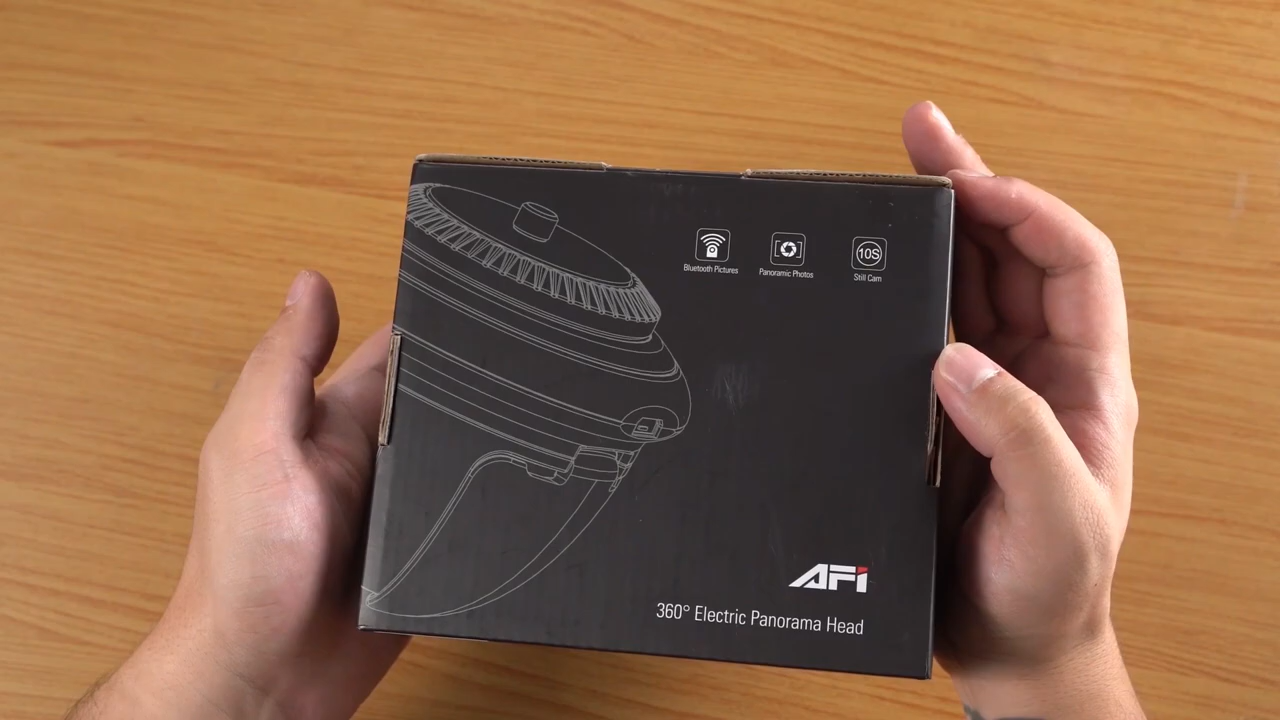 10S
Bluetooth Pictures
Panoramic Photos
Still Cam
AFi
360° Electric Panorama Head